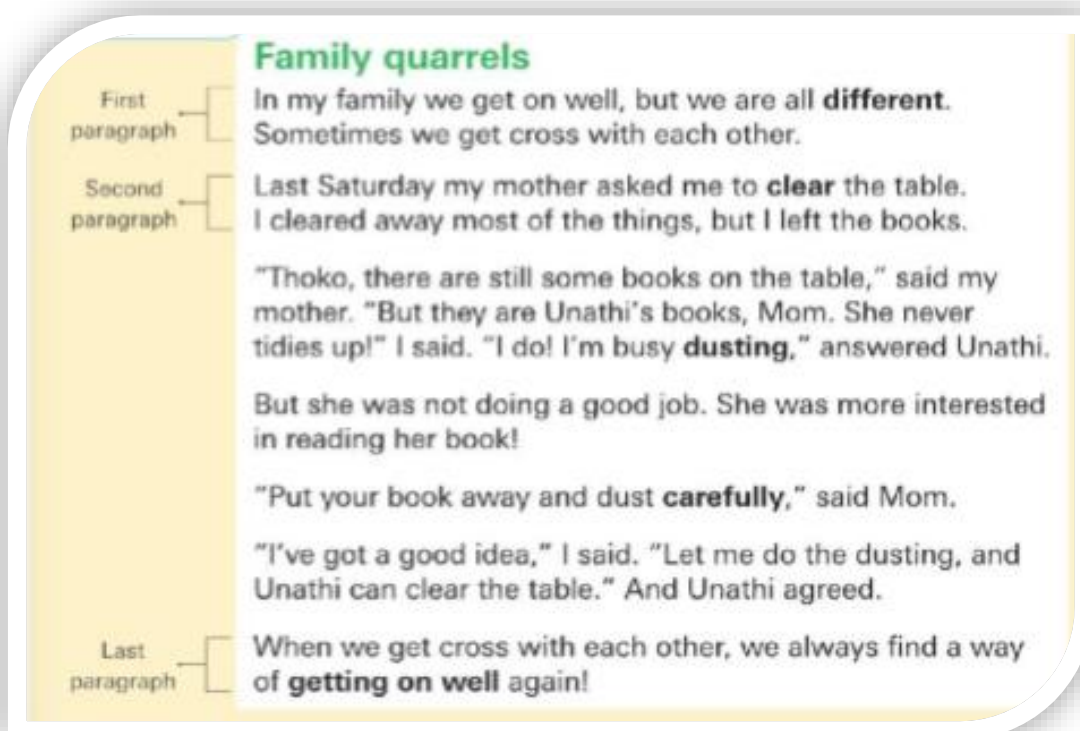 Family quarrels
First
paragraph
In my family we get on well, but we are all different.
Sometimes we get cross with each other.
Second
paragraph
Last Saturday my mother asked me to clear the table.
I cleared away most of the things, but I left the books.
"Thoko, there are still some books on the table," said my
mother. "But they are Unathi's books, Mom. She never
tidies up!" I said. "I do! I'm busy dusting," answered Unathi.
But she was not doing a good job. She was more interested
in reading her book!
"Put your book away and dust carefully," said Mom.
"I've got a good idea," I said. "Let me do the dusting, and
Unathi can clear the table." And Unathi agreed.
Last
paragraph
When we get cross with each other, we always find a way
of getting on well again!